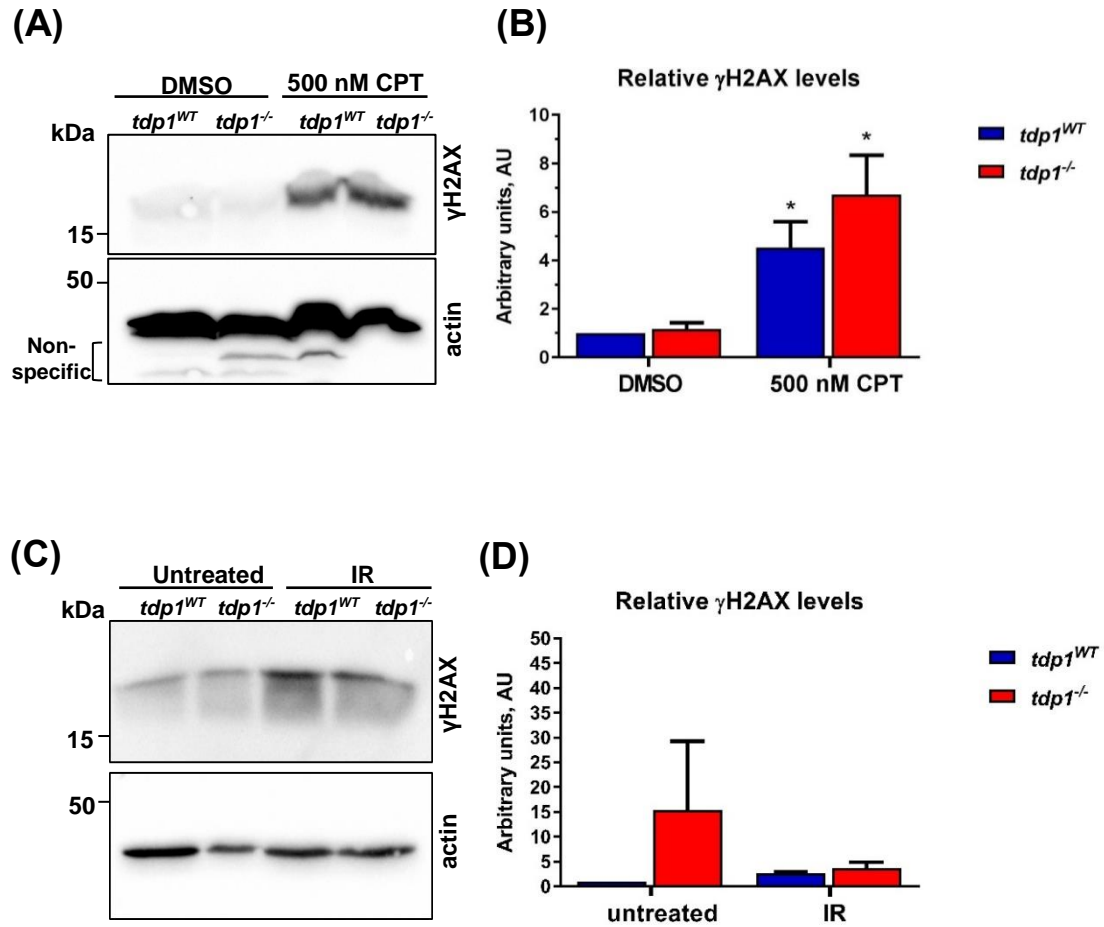 (A)
DMSO 500 nM CPT
tdp1WT tdp1-/- tdp1WT tdp1-/-
kDa
γH2AX
15
50
actin
Non-
specific
(B)
Relative γH2AX levels
Arbitrary units, AU
10
8
6
4
2
0
* *
DMSO 500 nM CPT
tdp1WT
tdp1-/-
(C)
Untreated IR
tdp1WT tdp1-/- tdp1WT tdp1-/-
kDa
γH2AX
15
50
actin
(D)
Relative γH2AX levels
Arbitrary units, AU
50
45
40
35
30
25
20
15
10
5
0
untreated IR
tdp1WT
tdp1-/-